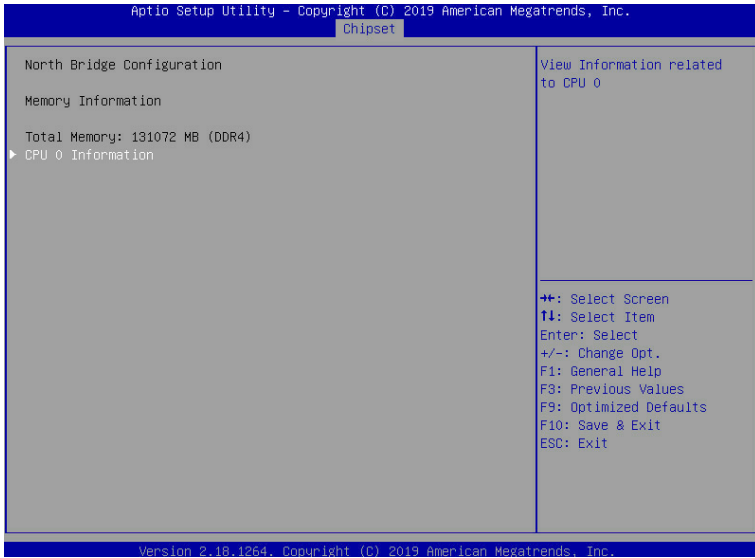 Aptio Setup Utility – Copyright (C) 2019 American Megatrends, Inc.
Chipset
North Bridge Configuration
Memory Information
Total Memory: 131072 MB (DDR4)
CPU 0 Information
View Information related
to CPU 0
→←: Select Screen
↑↓: Select Item
Enter: Select
+/-: Change Opt.
F1: General Help
F3: Previous Values
F9: Optimized Defaults
F10: Save & Exit
ESC: Exit
Version 2.18.1264. Copyright (C) 2019 American Megatrends, Inc.